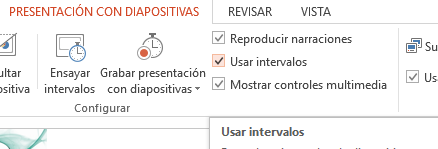 PRESENTACIÓN CON DIAPOSITIVAS REVISAR VISTA
Ensayar intervalos
Grabar presentación con diapositivas
Reproducir narraciones
Usar intervalos
Mostrar controles multimedia
Configurar
Usar intervalos